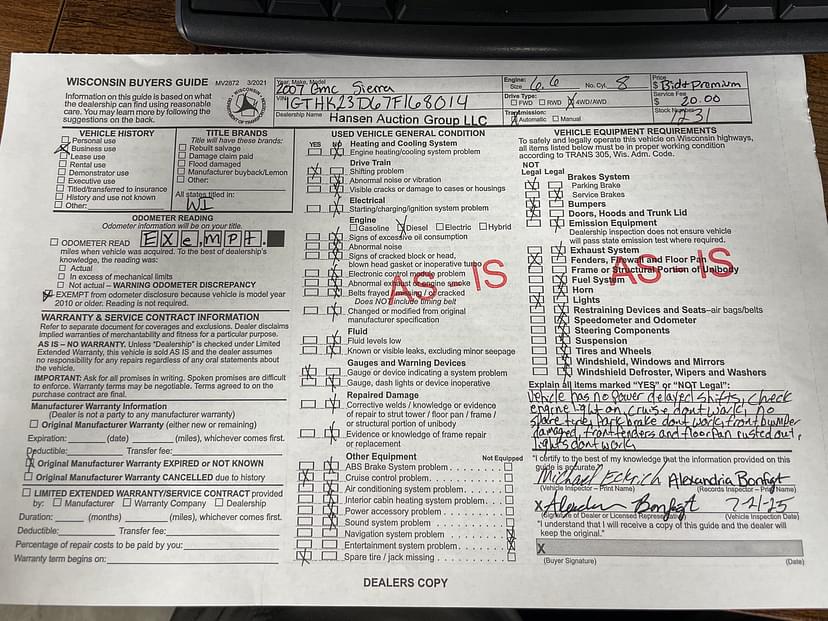 WISCONSIN BUYERS GUIDE MV2872 3/2021
Information on this guide is based on what
the dealership can find using reasonable
care. You may learn more by following the
suggestions on the back.
Year, Make, Model
2007 Gmc Sierra
VIN 1GTHK23D67F168014
Dealership Name Hansen Auction Group LLC
Engine:
Size 6.6 No. Cyl. 8
Drive Type:
FWD RWD 4WD/AWD
Transmission:
Automatic Manual
Price
$ Bid+Premium
Service Fee
$ 20.00
Stock Number
1231
VEHICLE HISTORY
Personal use
Business use
Lease use
Rental use
Demonstrator use
Executive use
Titled/transferred to insurance
History and use not known
Other:
TITLE BRANDS
Title will have these brands:
Rebuilt salvage
Damage claim paid
Flood damaged
Manufacturer buyback/Lemon
Other:
All states titled in:
WI
ODOMETER READING
Odometer information will be on your title.
ODOMETER READ Exempt.
miles when vehicle was acquired. To the best of dealership's
knowledge, the reading was:
Actual
In excess of mechanical limits
Not actual – WARNING ODOMETER DISCREPANCY
EXEMPT from odometer disclosure because vehicle is model year
2010 or older. Reading is not required.
WARRANTY & SERVICE CONTRACT INFORMATION
Refer to separate document for coverages and exclusions. Dealer disclaims
implied warranties of merchantability and fitness for a particular purpose.
AS IS – NO WARRANTY. Unless "Dealership" is checked under Limited
Extended Warranty, this vehicle is sold AS IS and the dealer assumes
no responsibility for any repairs regardless of any oral statements about
the vehicle.
IMPORTANT: Ask for all promises in writing. Spoken promises are difficult
to enforce. Warranty terms may be negotiable. Terms agreed to in the
purchase contract are final.
Manufacturer Warranty Information
(Dealer is not a party to any manufacturer warranty)
Original Manufacturer Warranty (either new or remaining)
Expiration: (date) (miles), whichever comes first.
Deductible: Transfer fee:
Original Manufacturer Warranty EXPIRED or NOT KNOWN
Original Manufacturer Warranty CANCELLED due to history
LIMITED EXTENDED WARRANTY/SERVICE CONTRACT provided
by: Manufacturer Warranty Company Dealership
Duration: (months) (miles), whichever comes first.
Deductible: Transfer fee:
Percentage of repair costs to be paid by you:
Warranty term begins on:
USED VEHICLE GENERAL CONDITION
YES NO
Heating and Cooling System
Engine heating/cooling system problem
Drive Train
Shifting problem
Abnormal noise or vibration
Visible cracks or damage to cases or housings
Electrical
Starting/charging/ignition system problem
Engine
Gasoline Diesel Electric Hybrid
Signs of excessive oil consumption
Abnormal noise
Signs of cracked block or head,
blown head gasket or inoperative turbo
Electronic control module problem
Abnormal exhaust/engine smoke
Belts frayed / missing / or cracked
Does NOT include timing belt
Changed or modified from original
manufacturer specification
AS-IS
Fluid
Fluid levels low
Known or visible leaks, excluding minor seepage
Gauges and Warning Devices
Gauge or device indicating a system problem
Gauge, dash lights or device inoperative
Repaired Damage
Corrective welds / knowledge or evidence
of repair to strut tower / floor pan / frame /
or structural portion of unibody
Evidence or knowledge of frame repair
or replacement
Other Equipment Not Equipped
ABS Brake System problem
Cruise control problem
Air conditioning system problem
Interior cabin heating system problem
Power accessory problem
Sound system problem
Navigation system problem
Entertainment system problem
Spare tire / jack missing
VEHICLE EQUIPMENT REQUIREMENTS
To safely and legally operate this vehicle on Wisconsin highways,
all items listed below must be in proper working condition
according to TRANS 305, Wis. Adm. Code.
NOT
Legal Legal
Brakes System
Parking Brake
Service Brakes
Bumpers
Doors, Hoods and Trunk Lid
Emission Equipment
Dealership inspection does not ensure vehicle
will pass emission test where required.
Exhaust System
Fenders, Firewall and Floor Pan
Frame or Structural Portion of Unibody
Fuel System
Horn
Lights
Restraining Devices and Seats–air bags/belts
Speedometer and Odometer
Steering Components
Suspension
Tires and Wheels
Windshield, Windows and Mirrors
Windshield Defroster, Wipers and Washers
AS-IS
Explain all items marked "YES" or "NOT Legal":
Vehicle has no power delayed shifts, check
engine light on, cruise dont work, no
spare tire, Park brake dont work, front bumper
damaged, front fenders and floor Pan rusted out,
lights dont work
"I certify to the best of my knowledge that the information provided on this
guide is accurate"
Michael Eckrich Alexandria Bonfigt
(Vehicle Inspector – Print Name) (Records Inspector – Print Name)
X Alexandria Bonfigt 7-21-25
(Signature of Dealer or Licensed Representative) (Vehicle Inspection Date)
"I understand that I will receive a copy of this guide and the dealer will
keep the original."
X
(Buyer Signature) (Date)
DEALERS COPY